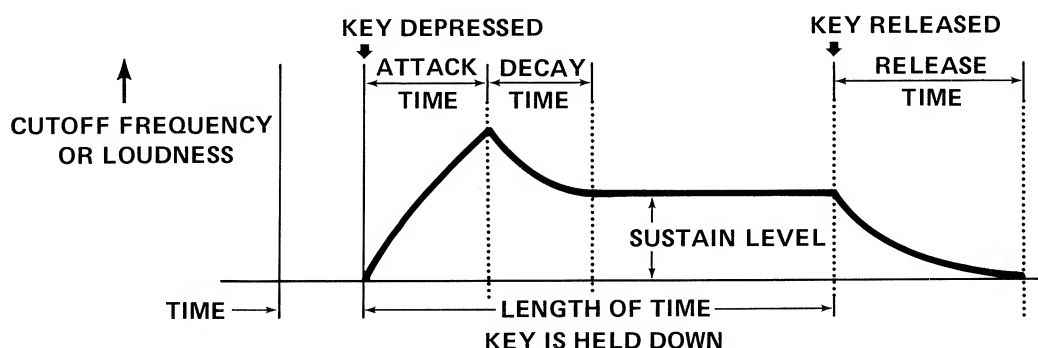 KEY DEPRESSED
KEY RELEASED
ATTACK
TIME
DECAY
TIME
RELEASE
TIME
CUTOFF FREQUENCY
OR LOUDNESS
SUSTAIN LEVEL
TIME
LENGTH OF TIME
KEY IS HELD DOWN